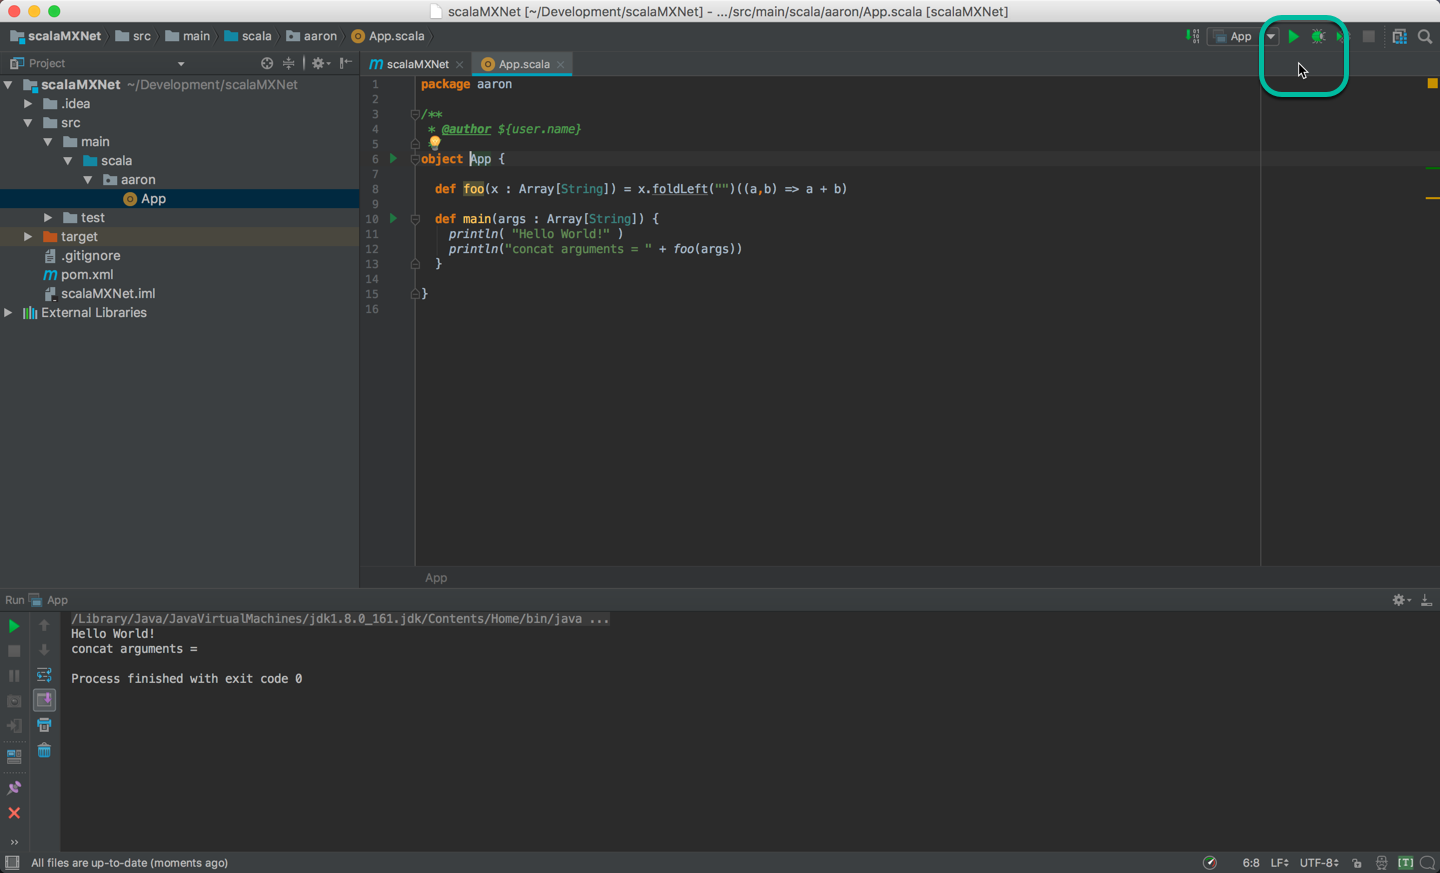 scalaMXNet [~/Development/scalaMXNet] - .../src/main/scala/aaron/App.scala [scalaMXNet]
scalaMXNet src main scala aaron App.scala
App
Project
m scalaMXNet
App.scala
scalaMXNet ~/Development/scalaMXNet
.idea
src
main
scala
aaron
App
test
target
.gitignore
m pom.xml
scalaMXNet.iml
External Libraries
1 package aaron
2
3 /**
4 * @author ${user.name}
5
6 object App {
7
8 def foo(x : Array[String]) = x.foldLeft("")((a,b) => a + b)
9
10 def main(args : Array[String]) {
11 println( "Hello World!" )
12 println("concat arguments = " + foo(args))
13 }
14
15 }
16
App
Run App
/Library/Java/JavaVirtualMachines/jdk1.8.0_161.jdk/Contents/Home/bin/java ...
Hello World!
concat arguments =
Process finished with exit code 0
All files are up-to-date (moments ago)
6:8 LF UTF-8 [T]